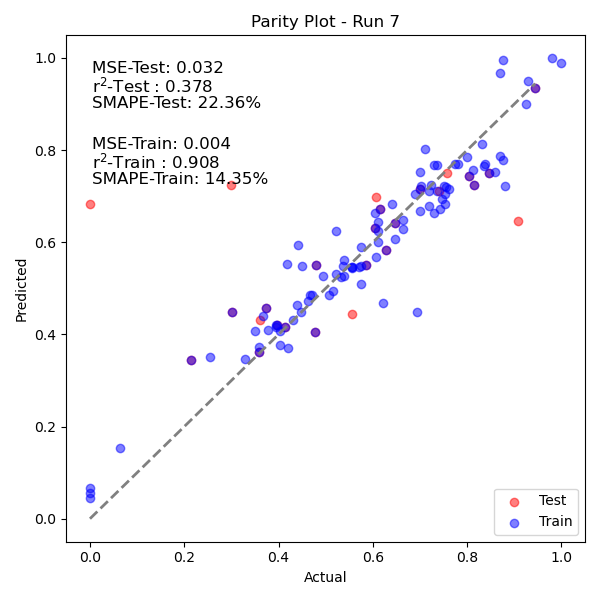 Parity Plot - Run 7
MSE-Test: 0.032
r²-Test : 0.378
SMAPE-Test: 22.36%
MSE-Train: 0.004
r²-Train : 0.908
SMAPE-Train: 14.35%
1.0
0.8
0.6
0.4
0.2
0.0
Predicted
Test
Train
0.0 0.2 0.4 0.6 0.8 1.0
Actual